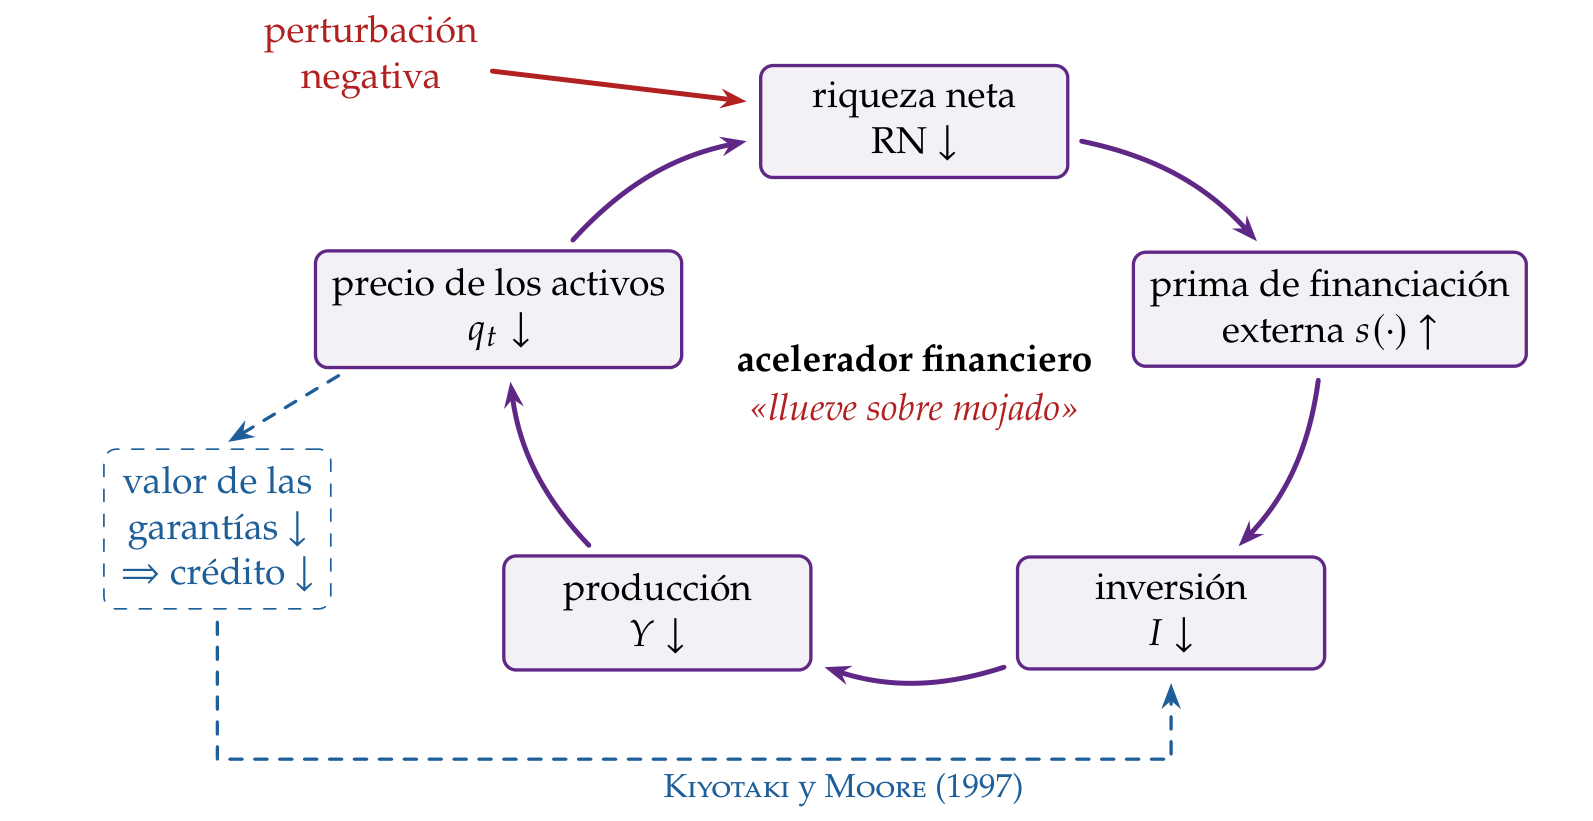 perturbación
negativa
riqueza neta
RN ↓
precio de los activos
qₜ ↓
prima de financiación
externa s(·) ↑
acelerador financiero
«llueve sobre mojado»
valor de las
garantías ↓
⇒ crédito ↓
producción
Y ↓
inversión
I ↓
Kiyotaki y Moore (1997)